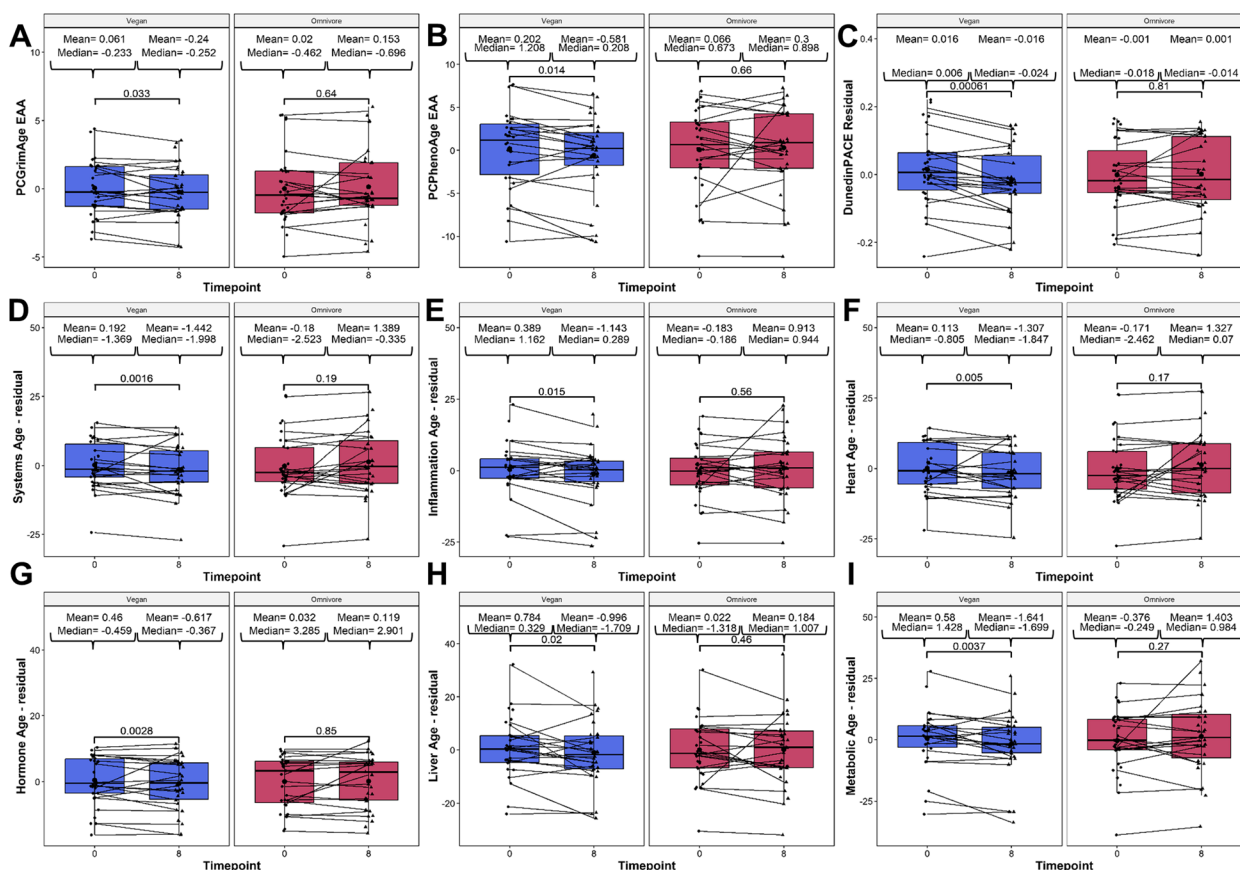 A
Vegan
Omnivore
Mean= 0.061 Mean= -0.24
Median= -0.233 Median= -0.252
Mean= 0.02 Mean= 0.153
Median= -0.462 Median= -0.696
0.033
0.64
PCGrimAge EAA
10
5
0
-5
0 8
0 8
Timepoint
B
Vegan
Omnivore
Mean= 0.202 Mean= -0.581
Median= 1.208 Median= 0.208
Mean= 0.066 Mean= 0.3
Median= 0.673 Median= 0.898
0.014
0.66
PCPhenoAge EAA
10
5
0
-10
0 8
0 8
Timepoint
C
Vegan
Omnivore
Mean= 0.016 Mean= -0.016
Mean= -0.001 Mean= 0.001
Median= 0.006 Median= -0.024
Median= -0.018 Median= -0.014
0.00061
0.81
DunedinPACE Residual
0.4
0.2
0.0
-0.2
0 8
0 8
Timepoint
D
Vegan
Omnivore
Mean= 0.192 Mean= -1.442
Median= -1.369 Median= -1.998
Mean= -0.18 Mean= 1.389
Median= -2.523 Median= -0.335
0.0016
0.19
Systems Age - residual
50
25
0
-25
0 8
0 8
Timepoint
E
Vegan
Omnivore
Mean= 0.389 Mean= -1.143
Median= 1.162 Median= 0.289
Mean= -0.183 Mean= 0.913
Median= -0.186 Median= 0.944
0.015
0.56
Inflammation Age - residual
50
25
0
-25
0 8
0 8
Timepoint
F
Vegan
Omnivore
Mean= 0.113 Mean= -1.307
Median= -0.805 Median= -1.847
Mean= -0.171 Mean= 1.327
Median= -2.462 Median= 0.07
0.005
0.17
Heart Age - residual
50
25
0
-25
0 8
0 8
Timepoint
G
Vegan
Omnivore
Mean= 0.46 Mean= -0.617
Median= -0.459 Median= -0.367
Mean= 0.032 Mean= 0.119
Median= 3.285 Median= 2.901
0.0028
0.85
Hormone Age - residual
40
20
0
0 8
0 8
Timepoint
H
Vegan
Omnivore
Mean= 0.784 Mean= -0.996
Median= 0.329 Median= -1.709
Mean= 0.022 Mean= 0.184
Median= -1.318 Median= 1.007
0.02
0.46
Liver Age - residual
40
20
0
-20
0 8
0 8
Timepoint
I
Vegan
Omnivore
Mean= 0.58 Mean= -1.641
Median= 1.428 Median= -1.699
Mean= -0.376 Mean= 1.403
Median= -0.249 Median= 0.984
0.0037
0.27
Metabolic Age - residual
50
25
0
-25
0 8
0 8
Timepoint